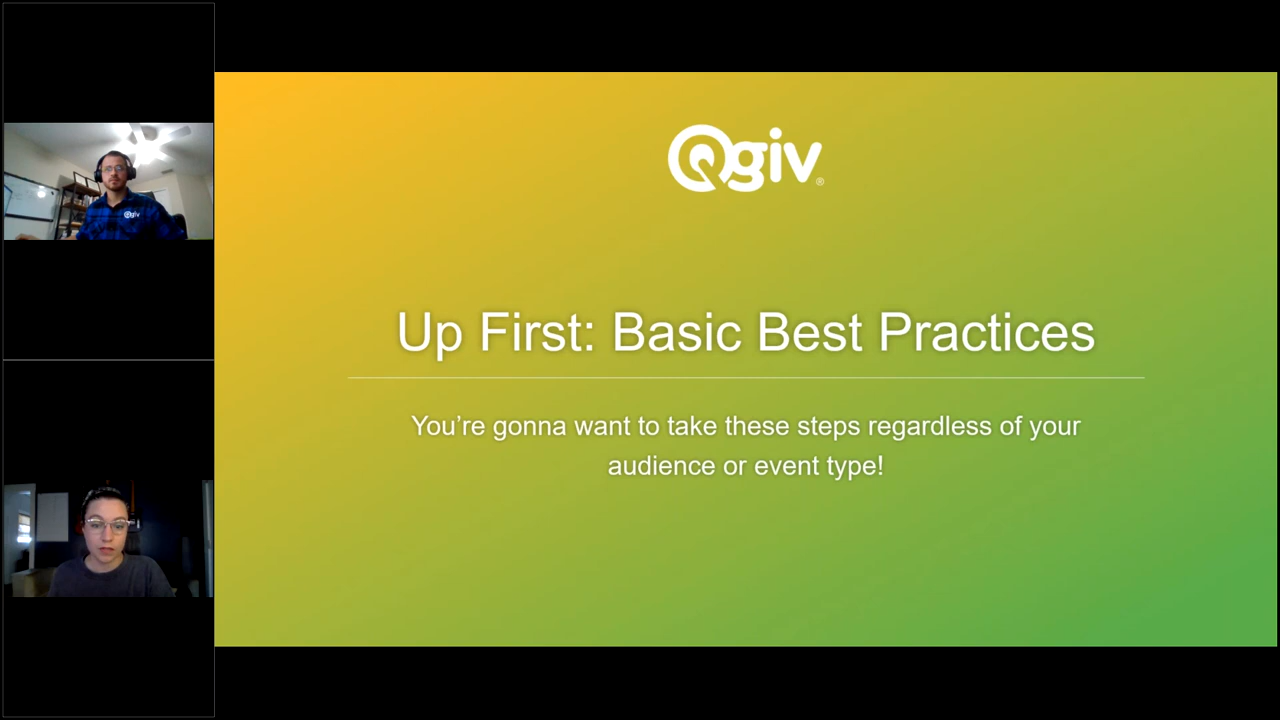 Qgiv®
Up First: Basic Best Practices
You’re gonna want to take these steps regardless of your
audience or event type!
Qgiv